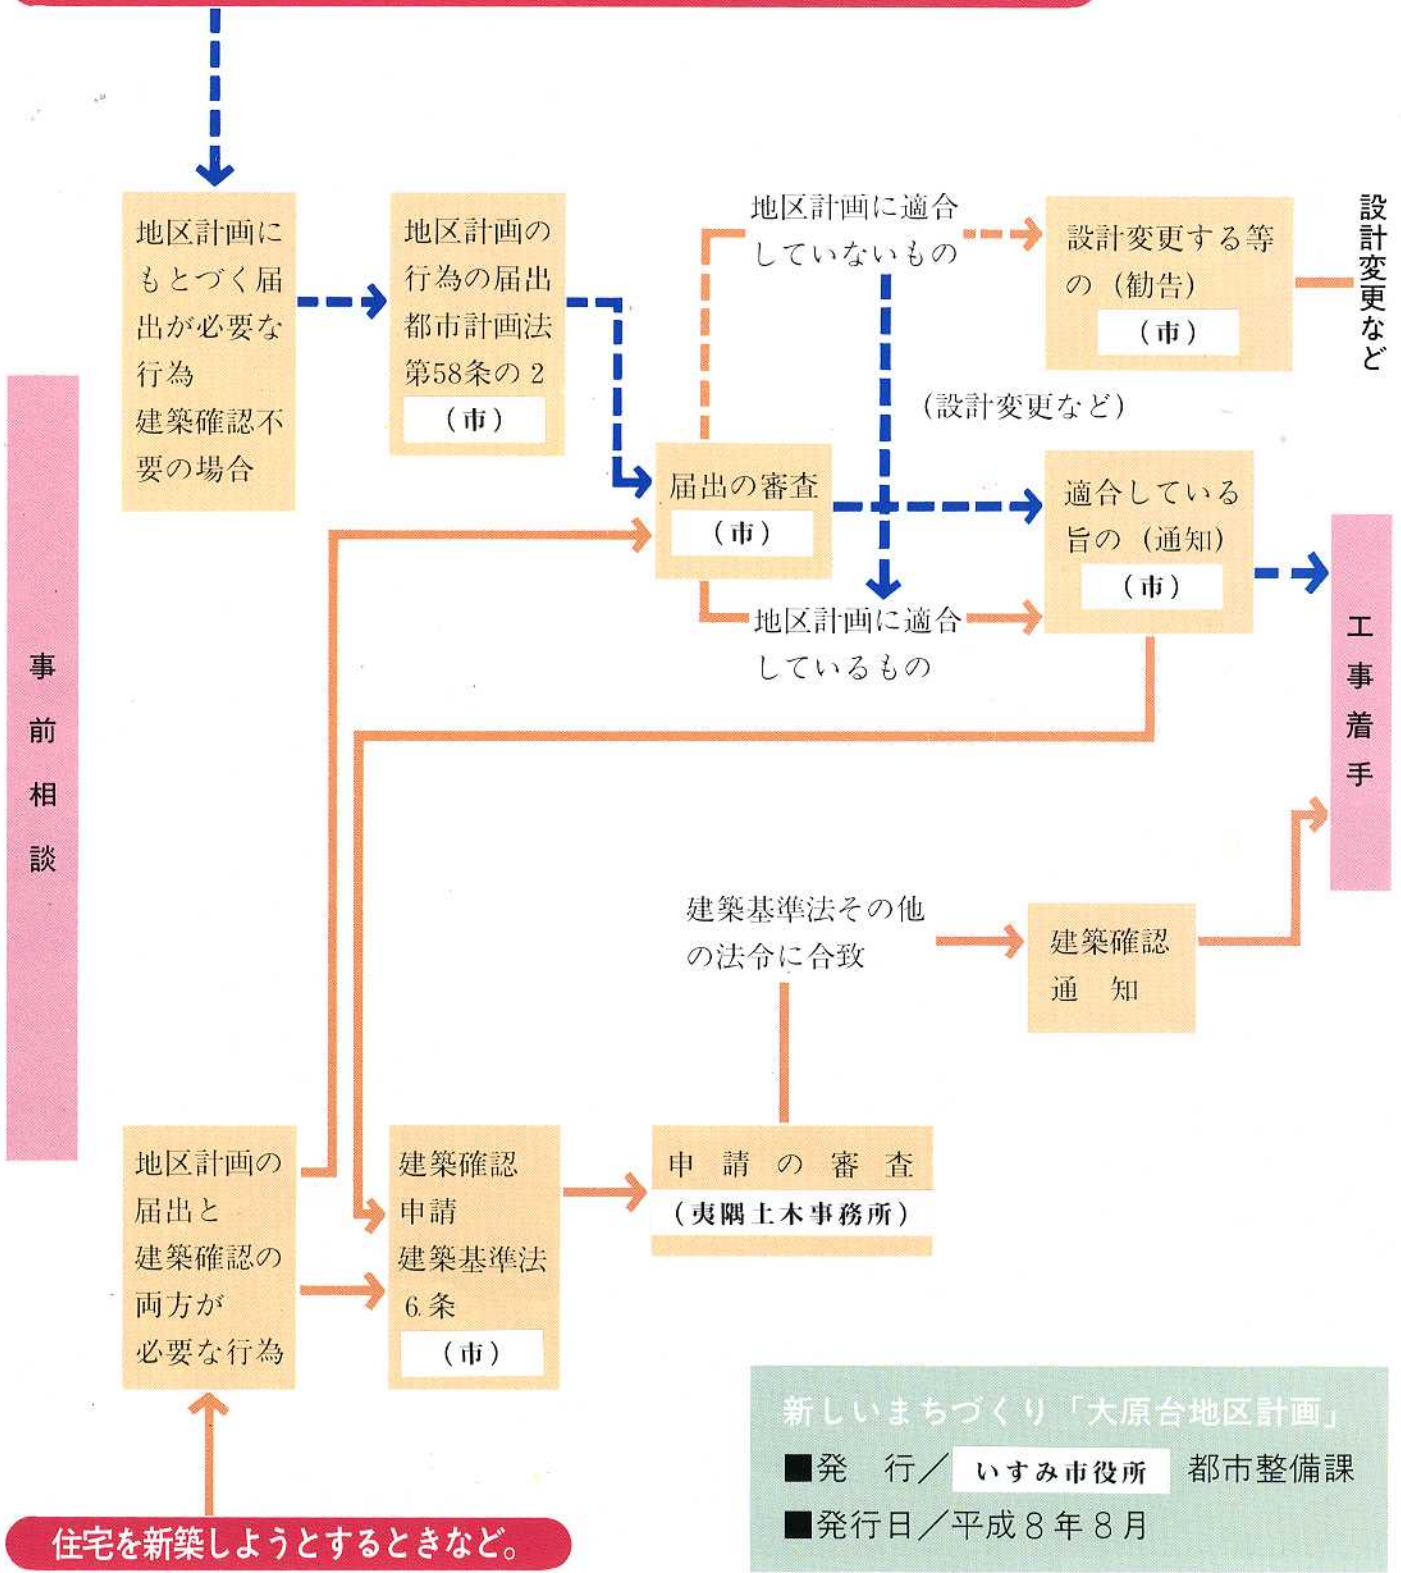 地区計画に
もとづく届
出が必要な
行為
建築確認不
要の場合
地区計画の
行為の届出
都市計画法
第58条の2
(市)
地区計画に適合
していないもの
設計変更する等
の(勧告)
(市)
設計変更など
(設計変更など)
届出の審査
(市)
適合している
旨の(通知)
(市)
地区計画に適合
しているもの
事前相談
工事着手
建築基準法その他
の法令に合致
建築確認
通 知
地区計画の
届出と
建築確認の
両方が
必要な行為
建築確認
申請
建築基準法
6.条
(市)
申請の審査
(夷隅土木事務所)
住宅を新築しようとするときなど。
新しいまちづくり「大原台地区計画」
■発 行/いすみ市役所 都市整備課
■発行日/平成8年8月